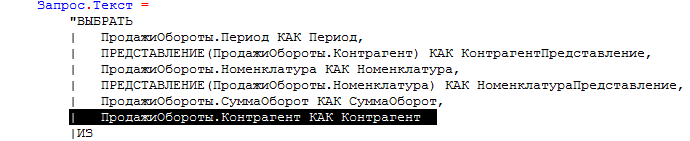 Запрос.Текст =
"ВЫБРАТЬ
|   ПродажиОбороты.Период КАК Период,
|   ПРЕДСТАВЛЕНИЕ(ПродажиОбороты.Контрагент) КАК КонтрагентПредставление,
|   ПродажиОбороты.Номенклатура КАК Номенклатура,
|   ПРЕДСТАВЛЕНИЕ(ПродажиОбороты.Номенклатура) КАК НоменклатураПредставление,
|   ПродажиОбороты.СуммаОборот КАК СуммаОборот,
|   ПродажиОбороты.Контрагент КАК Контрагент
|ИЗ